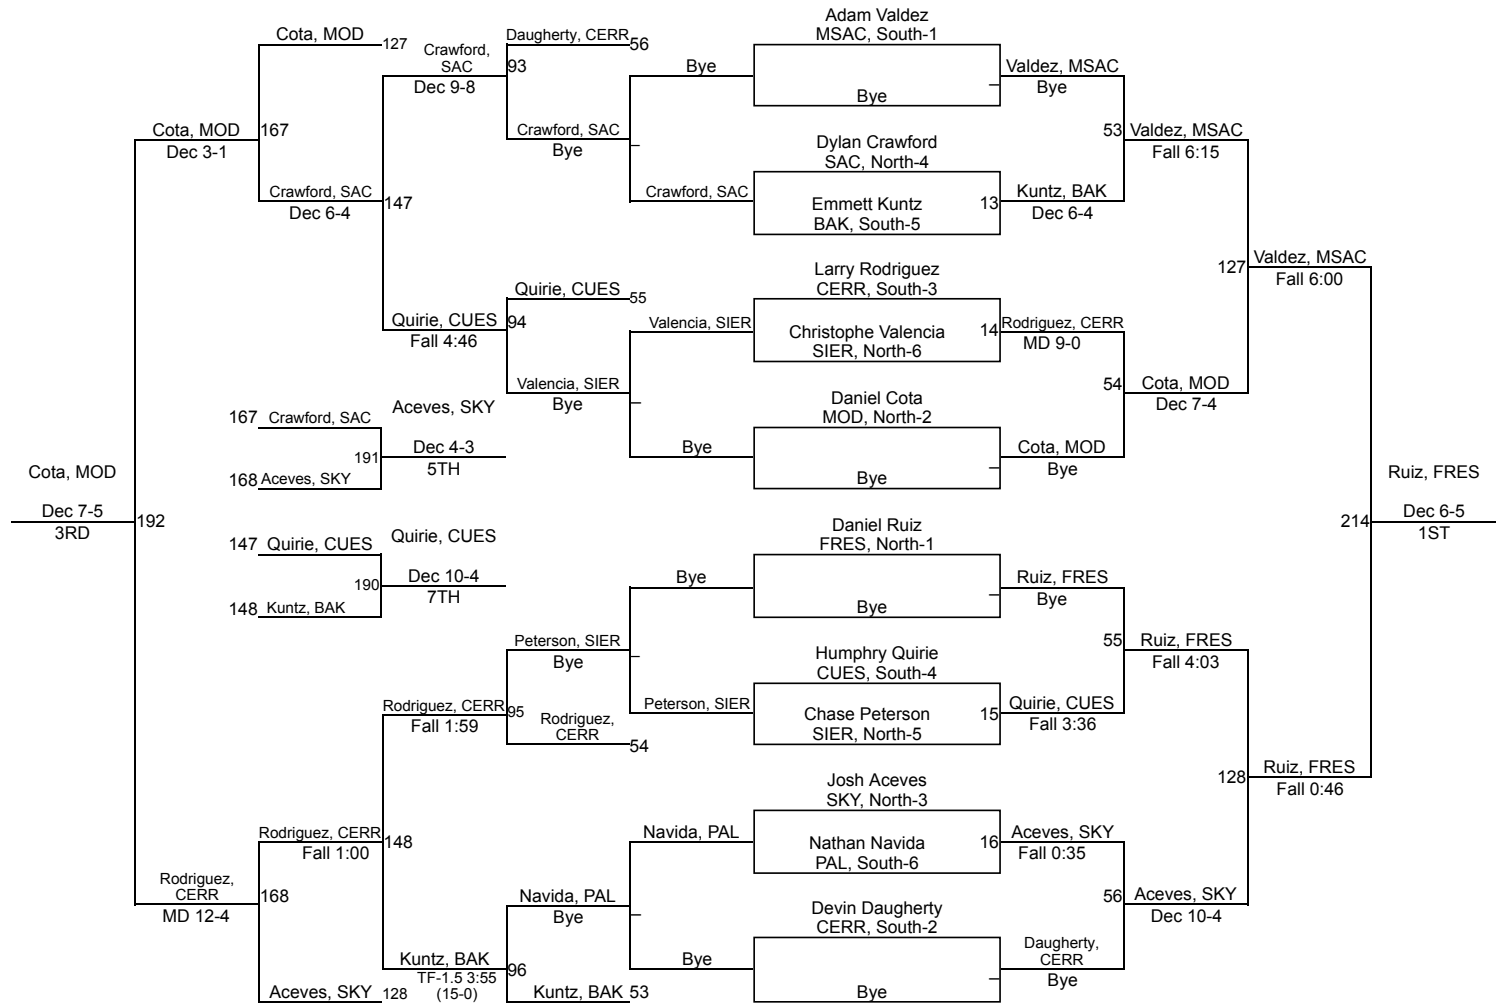 Cota, MOD
127
Cota, MOD
167
Dec 3-1
Crawford, SAC
147
Dec 6-4
Crawford,
SAC
93
Dec 9-8
Daugherty, CERR
56
Crawford, SAC
Bye
Bye
Crawford, SAC
Quirie, CUES
94
Fall 4:46
Quirie, CUES
55
Valencia, SIER
Bye
Valencia, SIER
Bye
167
Crawford, SAC
191
168
Aceves, SKY
Aceves, SKY
Dec 4-3
5TH
Cota, MOD
Dec 7-5
192
3RD
147
Quirie, CUES
190
148
Kuntz, BAK
Quirie, CUES
Dec 10-4
7TH
Peterson, SIER
Bye
Bye
Peterson, SIER
Rodriguez, CERR
95
Fall 1:59
Rodriguez,
CERR
54
Rodriguez, CERR
148
Fall 1:00
Rodriguez,
CERR
168
MD 12-4
Navida, PAL
Navida, PAL
Bye
Bye
Kuntz, BAK
96
TF-1.5 3:55
(15-0)
Kuntz, BAK
53
Aceves, SKY
128
Adam Valdez
MSAC, South-1
Bye
Dylan Crawford
SAC, North-4
Emmett Kuntz
13
BAK, South-5
Larry Rodriguez
CERR, South-3
Christophe Valencia
14
SIER, North-6
Daniel Cota
MOD, North-2
Bye
Daniel Ruiz
FRES, North-1
Bye
Humphry Quirie
CUES, South-4
Chase Peterson
15
SIER, North-5
Josh Aceves
SKY, North-3
Nathan Navida
16
PAL, South-6
Devin Daugherty
CERR, South-2
Bye
Valdez, MSAC
Bye
53
Valdez, MSAC
Fall 6:15
Kuntz, BAK
Dec 6-4
127
Valdez, MSAC
Fall 6:00
Rodriguez, CERR
MD 9-0
54
Cota, MOD
Dec 7-4
Cota, MOD
Bye
Ruiz, FRES
214
Dec 6-5
1ST
Ruiz, FRES
Bye
55
Ruiz, FRES
Fall 4:03
Quirie, CUES
Fall 3:36
128
Ruiz, FRES
Fall 0:46
Aceves, SKY
Fall 0:35
56
Aceves, SKY
Dec 10-4
Daugherty,
CERR
Bye